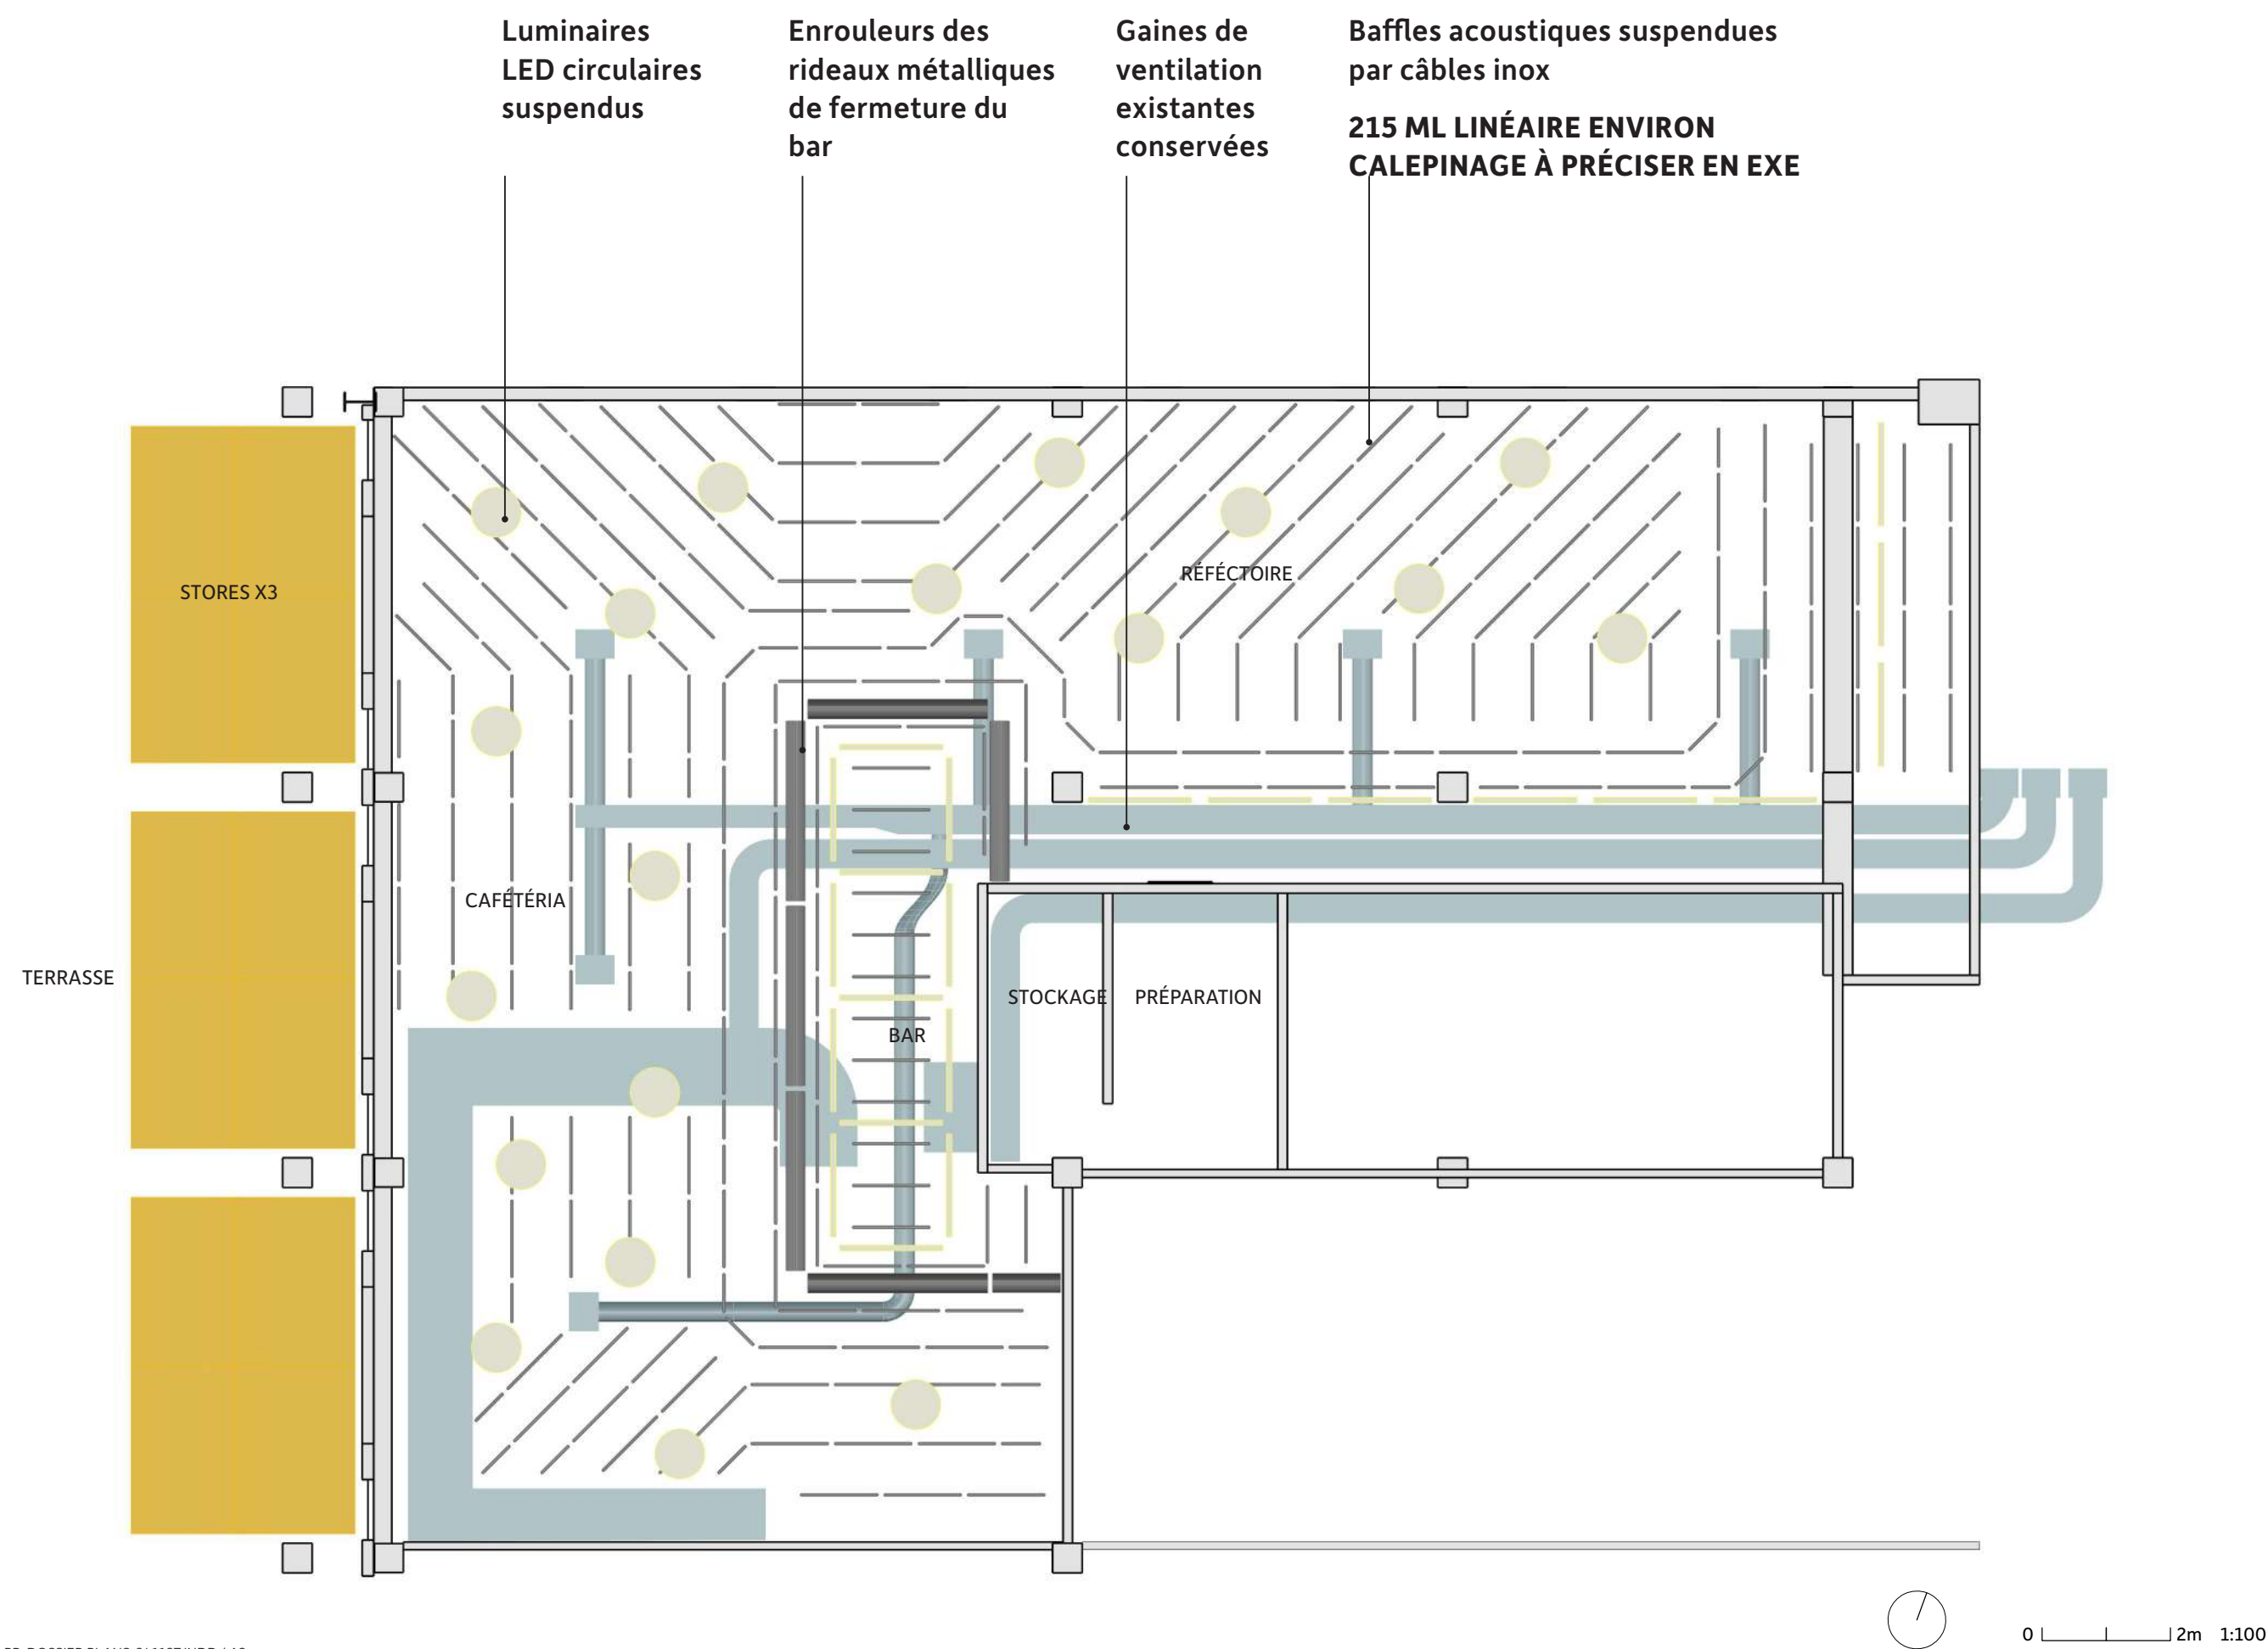 Luminaires
LED circulaires
suspendus
Enrouleurs des
rideaux métalliques
de fermeture du
bar
Gaines de
ventilation
existantes
conservées
Baffles acoustiques suspendues
par câbles inox
215 ML LINÉAIRE ENVIRON
CALEPINAGE À PRÉCISER EN EXE
STORES X3
RÉFÉCTOIRE
CAFÉTÉRIA
TERRASSE
STOCKAGE
PRÉPARATION
BAR
0 2m 1:100